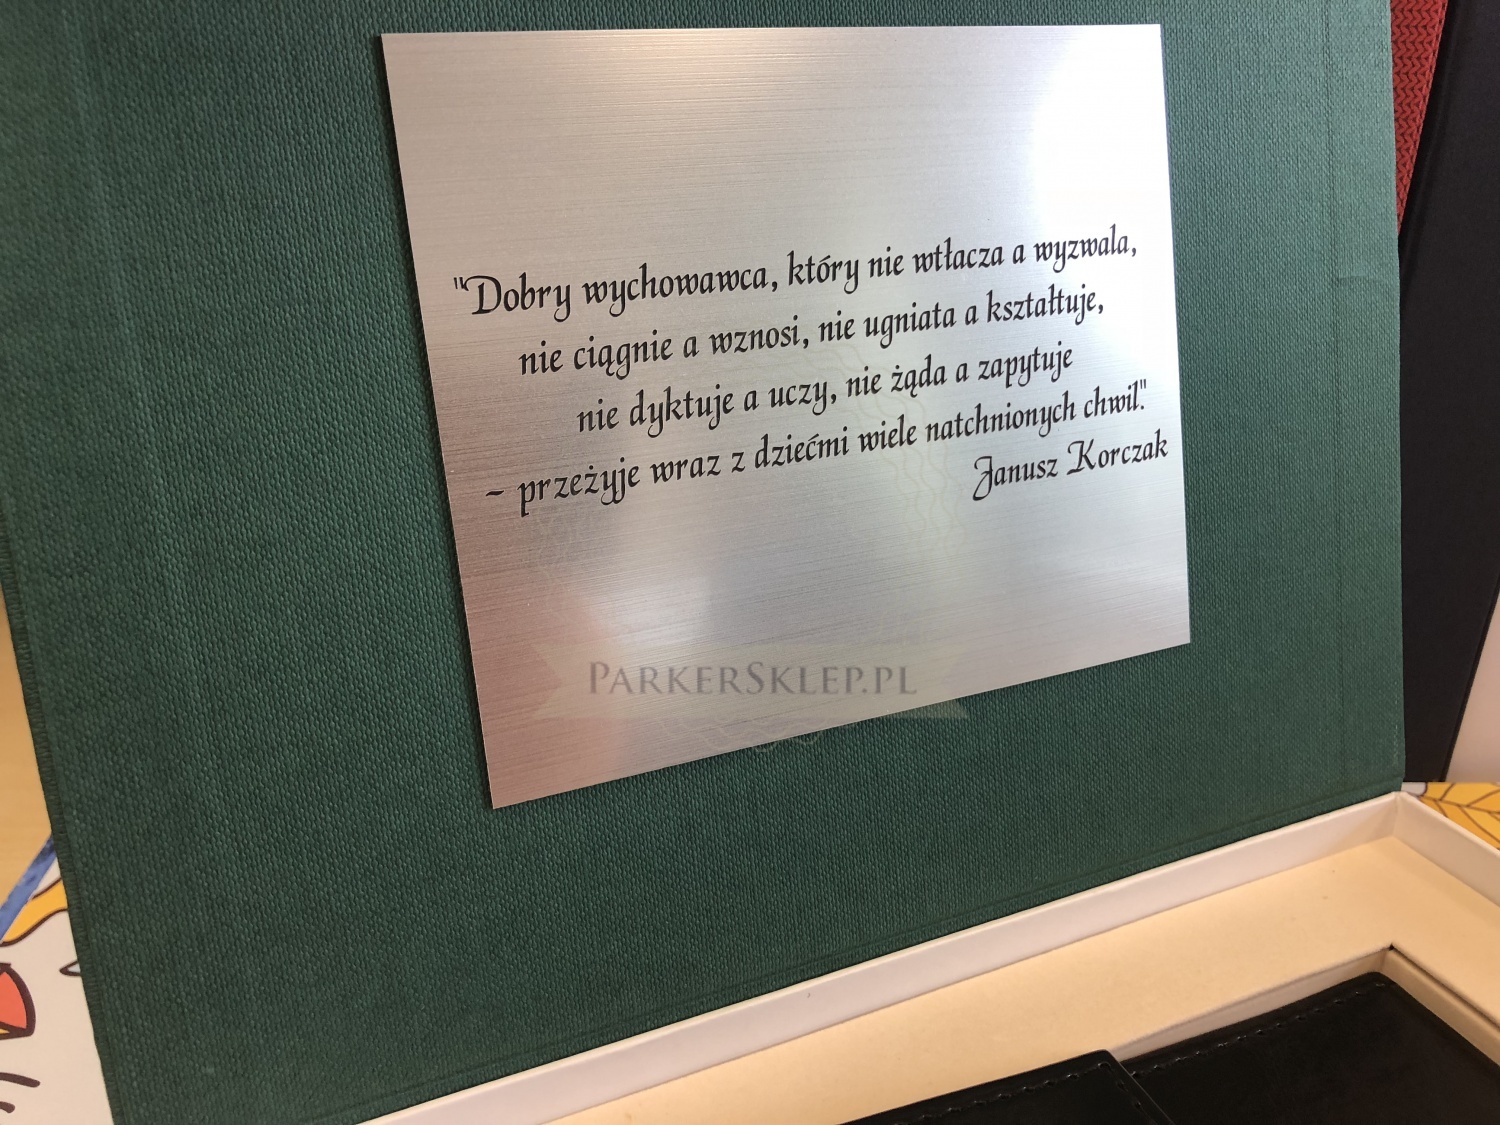 "Dobry wychowawca, który nie wtłacza a wyzwala,
nie ciągnie a wznosi, nie ugniata a kształtuje,
nie dyktuje a uczy, nie żąda a zapytuje
– przeżyje wraz z dziećmi wiele natchnionych chwil."
Janusz Korczak
PARKERSKLEP.PL